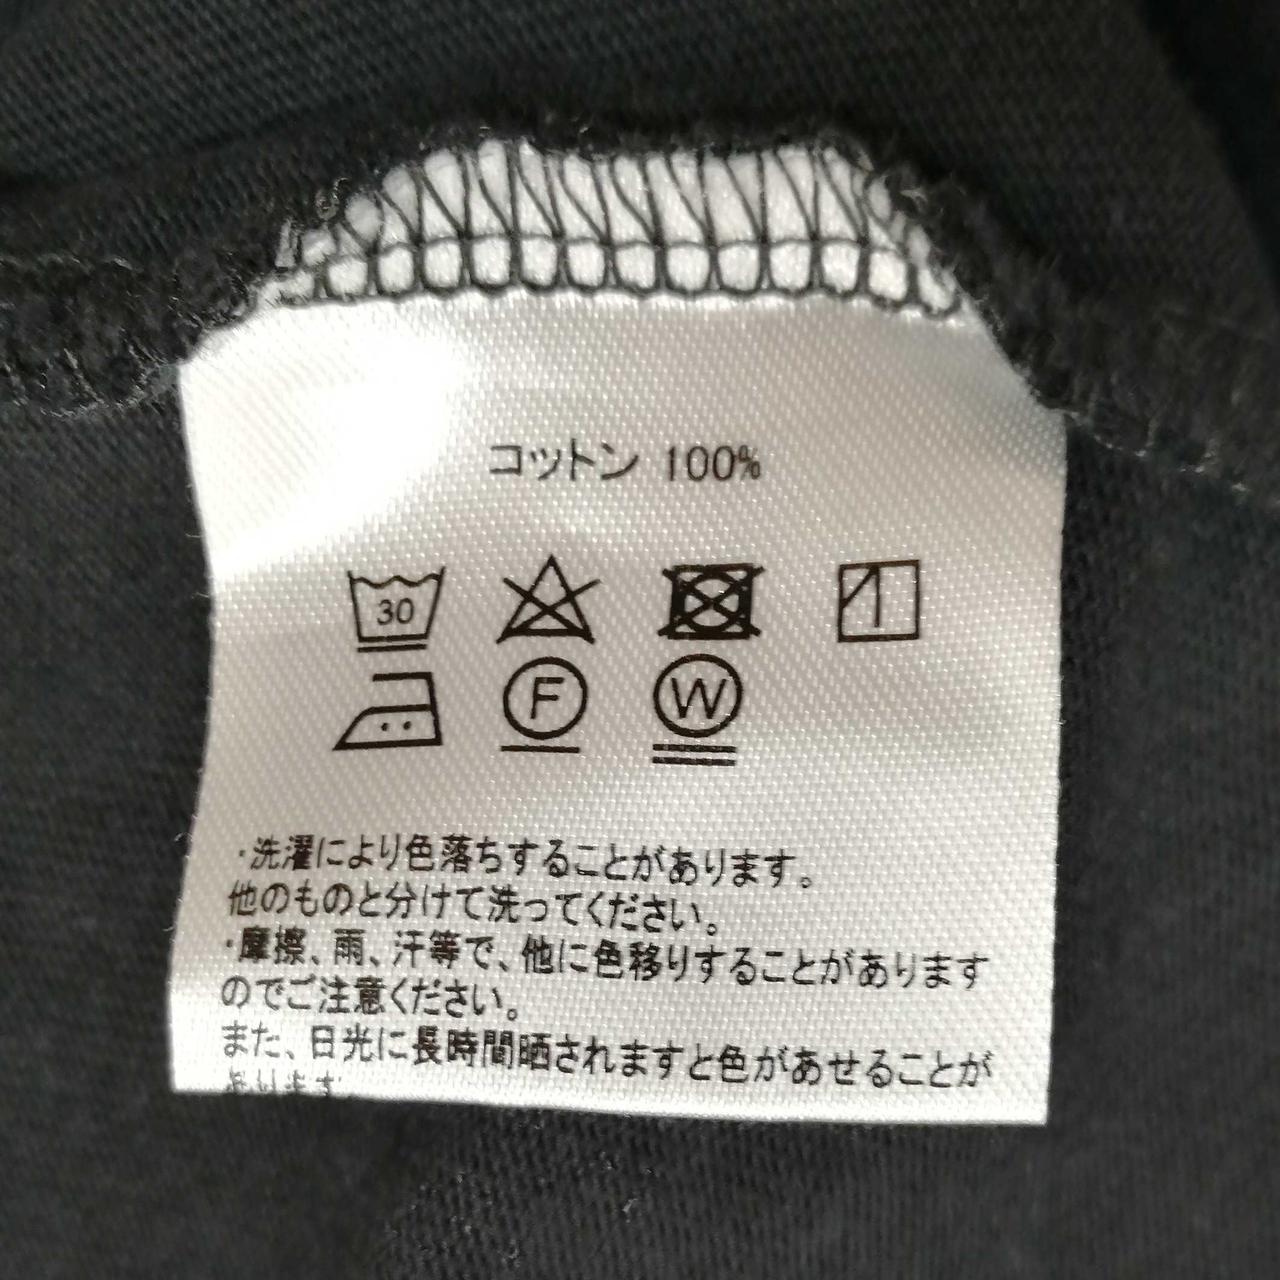 コットン 100%
30
F W
・洗濯により色落ちすることがあります。
他のものと分けて洗ってください。
・摩擦、雨、汗等で、他に色移りすることがあります
のでご注意ください。
また、日光に長時間晒されますと色があせることが
あります